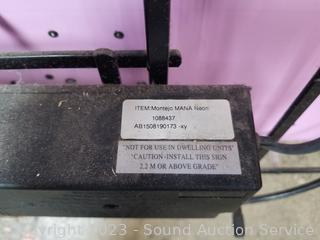 ITEM:Montejo MANA Neon
1088437
AB1508190173 -xy
"NOT FOR USE IN DWELLING UNITS"
"CAUTION-INSTALL THIS SIGN
2.2 M OR ABOVE GRADE"
Copyright 2023 - Sound Auction Service